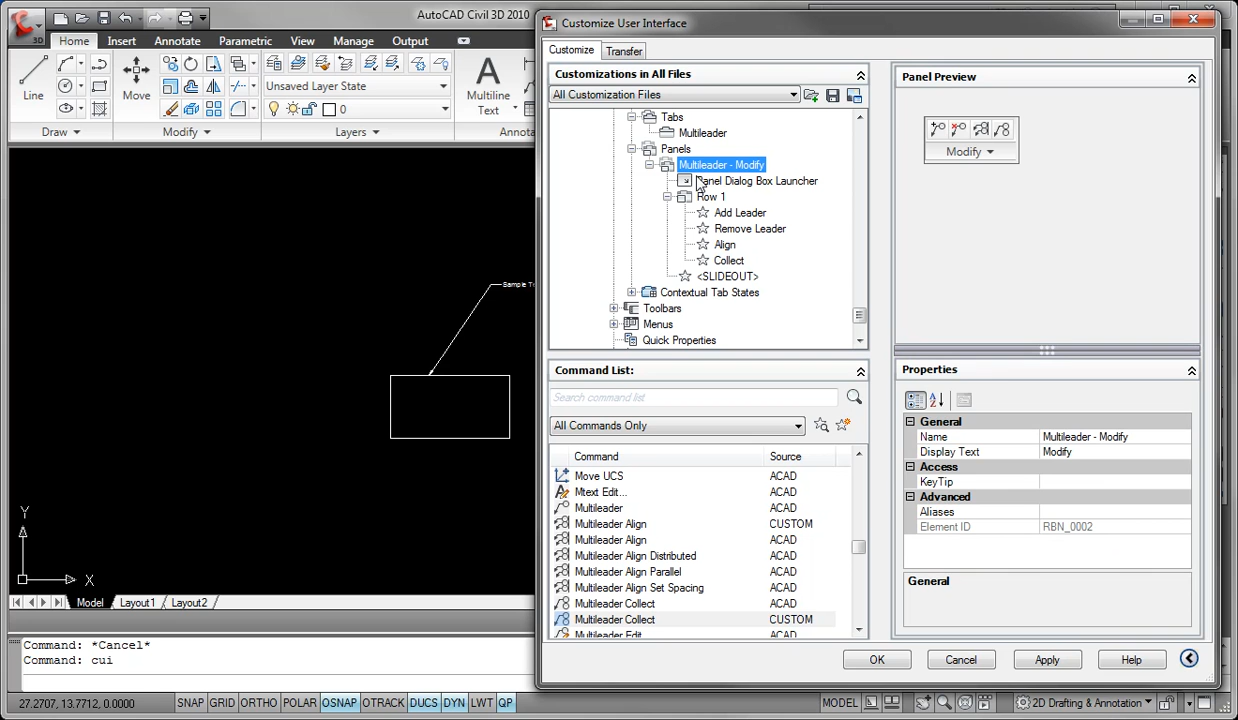 AutoCAD Civil 3D 2010
3D
Home Insert Annotate Parametric View Manage Output
Line Move
Unsaved Layer State
0
Multiline
Text
Draw Modify Layers
Sample
Y
X
Model Layout1 Layout2
Command: *Cancel*
Command: cui
27.2707, 13.7712, 0.0000
SNAP GRID ORTHO POLAR OSNAP OTRACK DUCS DYN LWT QP
MODEL
2D Drafting & Annotation
Customize User Interface
Customize Transfer
Customizations in All Files
All Customization Files
Tabs
Multileader
Panels
Multileader - Modify
Panel Dialog Box Launcher
Row 1
Add Leader
Remove Leader
Align
Collect
<SLIDEOUT>
Contextual Tab States
Toolbars
Menus
Quick Properties
Command List:
Search command list
All Commands Only
Command Source
Move UCS ACAD
Mtext Edit... ACAD
Multileader ACAD
Multileader Align CUSTOM
Multileader Align ACAD
Multileader Align Distributed ACAD
Multileader Align Parallel ACAD
Multileader Align Set Spacing ACAD
Multileader Collect ACAD
Multileader Collect CUSTOM
Multileader Edit ACAD
Panel Preview
Modify
Properties
General
Name Multileader - Modify
Display Text Modify
Access
KeyTip
Advanced
Aliases
Element ID RBN_0002
General
OK Cancel Apply Help